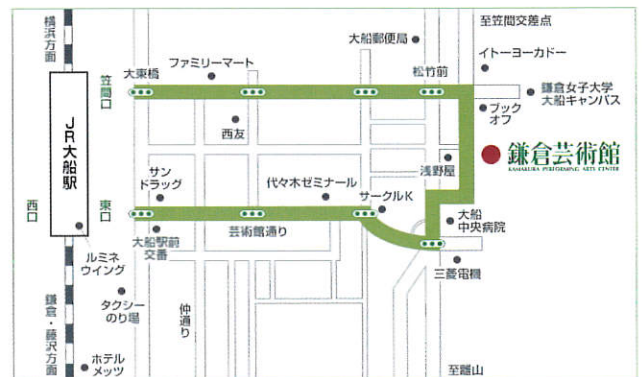 横浜方面
至笠間交差点
大船郵便局
イトーヨーカドー
ファミリーマート
大東橋
松竹前
笠間口
鎌倉女子大学
大船キャンパス
ブック
オフ
西友
JR大船駅
鎌倉芸術館
KAMAKURA PERFORMING ARTS CENTER
浅野屋
サン
ドラッグ
代々木ゼミナール
サークルK
西口
東口
大船
中央病院
芸術館通り
大船駅前
交番
ルミネ
ウイング
三菱電機
タクシー
のり場
仲通り
鎌倉・藤沢方面
ホテル
メッツ
至離山